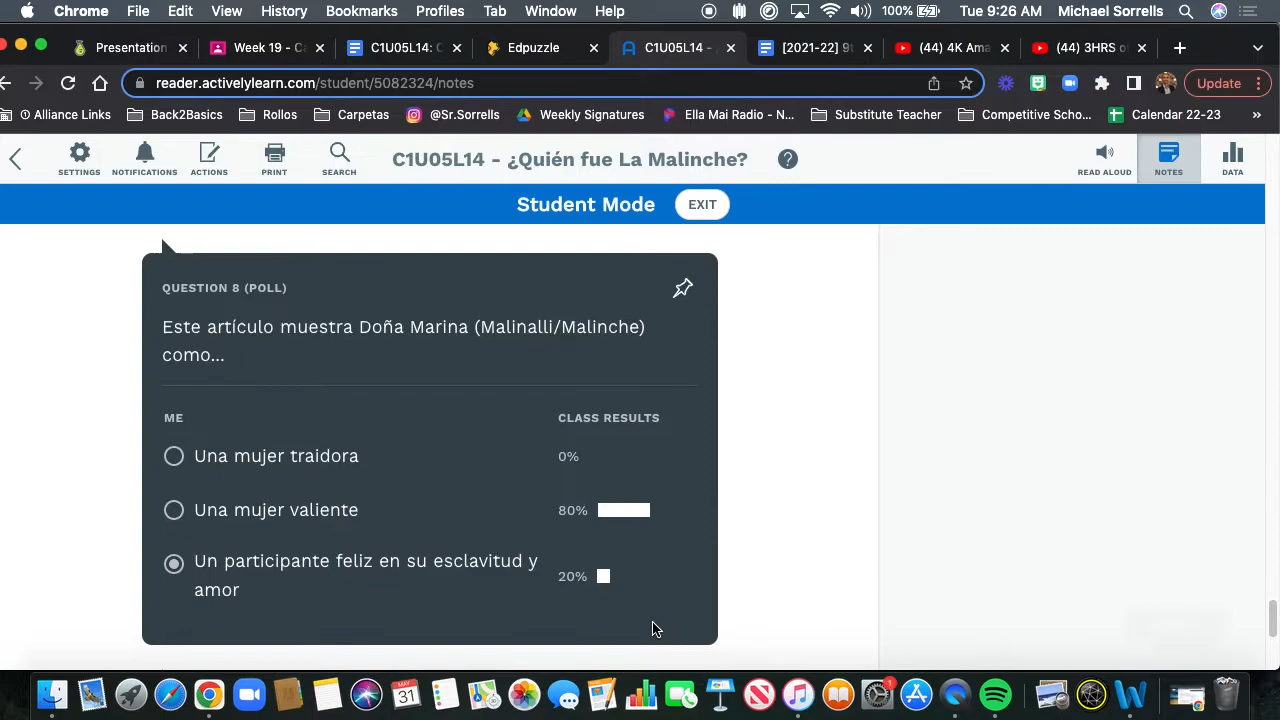 Chrome File Edit View History Bookmarks Profiles Tab Window Help 100% Tue 9:26 AM Michael Sorrells
Presentation Week 19 - Ca C1U05L14: C Edpuzzle C1U05L14 - [2021-22] 9t (44) 4K Ama (44) 3HRS o
reader.activelylearn.com/student/5082324/notes Update
Alliance Links Back2Basics Rollos Carpetas @Sr.Sorrells Weekly Signatures Ella Mai Radio - N... Substitute Teacher Competitive Scho... Calendar 22-23 »
SETTINGS NOTIFICATIONS ACTIONS PRINT SEARCH C1U05L14 - ¿Quién fue La Malinche? ? READ ALOUD NOTES DATA
Student Mode EXIT
QUESTION 8 (POLL)
Este artículo muestra Doña Marina (Malinalli/Malinche)
como...
ME CLASS RESULTS
Una mujer traidora 0%
Una mujer valiente 80%
Un participante feliz en su esclavitud y
amor 20%
MAY
31
1